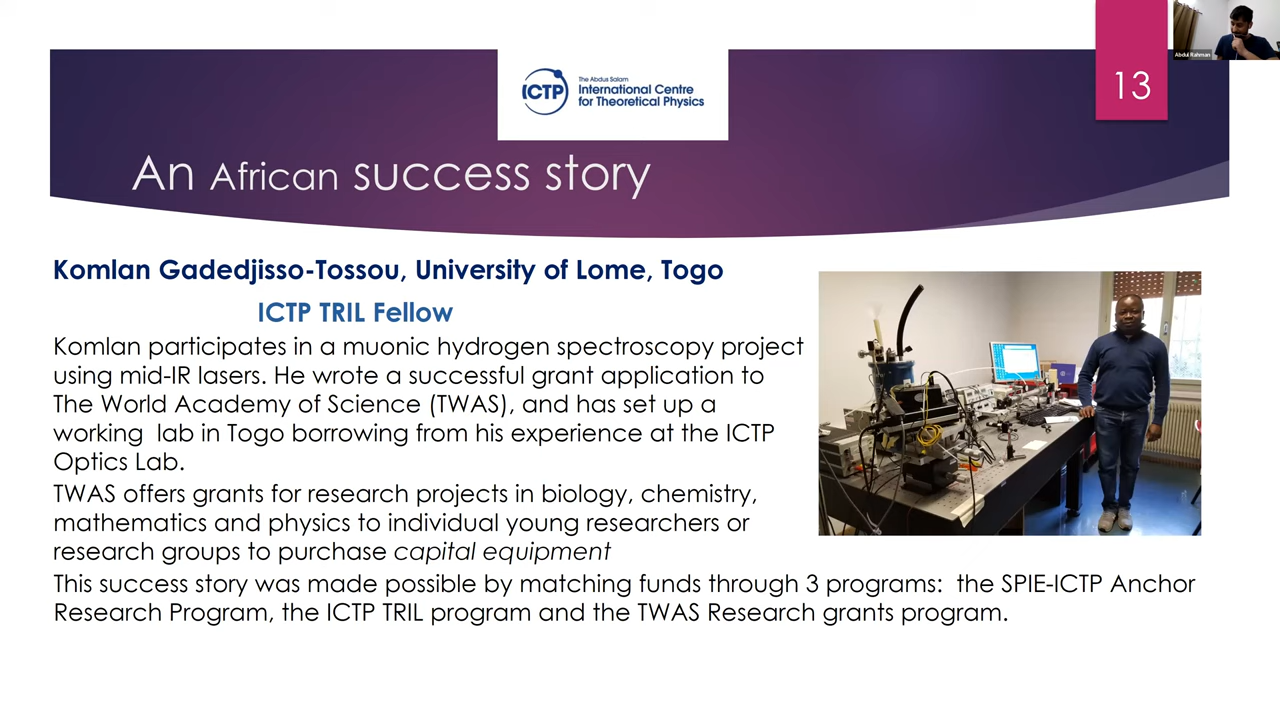 Abdul Rahman
13
The Abdus Salam
ICTP
International Centre
for Theoretical Physics
An African success story
Komlan Gadedjisso-Tossou, University of Lome, Togo
ICTP TRIL Fellow
Komlan participates in a muonic hydrogen spectroscopy project
using mid-IR lasers. He wrote a successful grant application to
The World Academy of Science (TWAS), and has set up a
working lab in Togo borrowing from his experience at the ICTP
Optics Lab.
TWAS offers grants for research projects in biology, chemistry,
mathematics and physics to individual young researchers or
research groups to purchase capital equipment
This success story was made possible by matching funds through 3 programs: the SPIE-ICTP Anchor
Research Program, the ICTP TRIL program and the TWAS Research grants program.